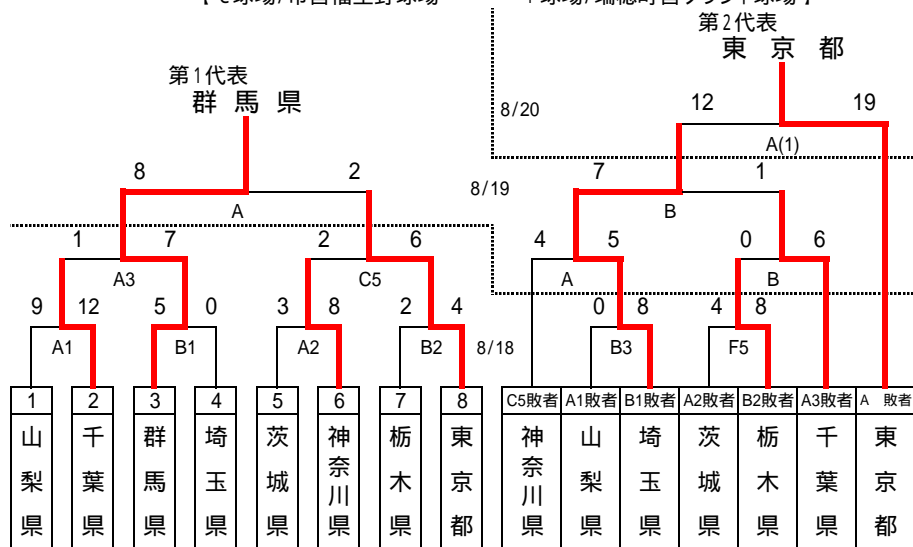 第2代表
東京都
第1代表
群馬県
8/20
12 19
A(1)
8 2
8/19
7 1
A
B
1 7 2 6
4 5 0 6
A3 C5
A B
9 12 5 0 3 8 2 4
0 8 4 8
A1 B1 A2 B2
8/18
B3 F5
1 2 3 4 5 6 7 8
C5敗者 A1敗者 B1敗者 A2敗者 B2敗者 A3敗者 A 敗者
山梨県
千葉県
群馬県
埼玉県
茨城県
神奈川県
栃木県
東京都
神奈川県
山梨県
埼玉県
茨城県
栃木県
千葉県
東京都